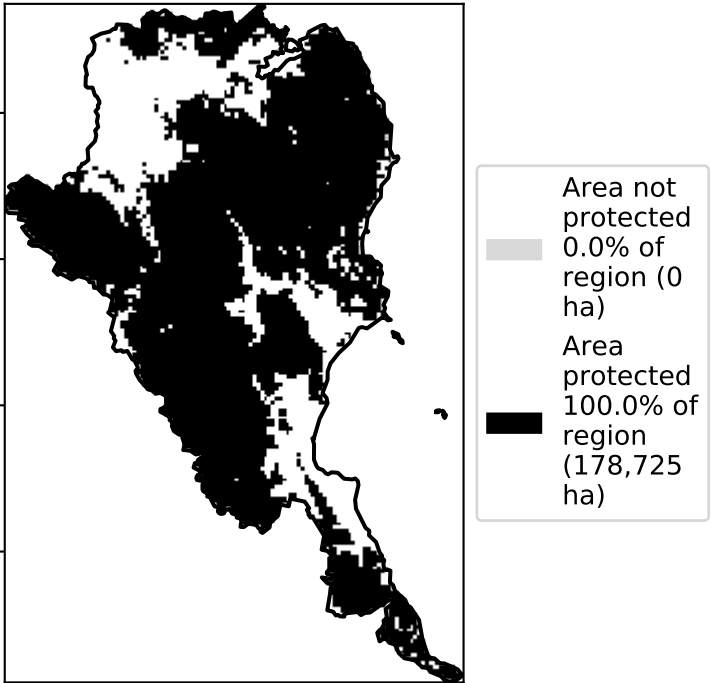 Area not
protected
0.0% of
region (0
ha)
Area
protected
100.0% of
region
(178,725
ha)